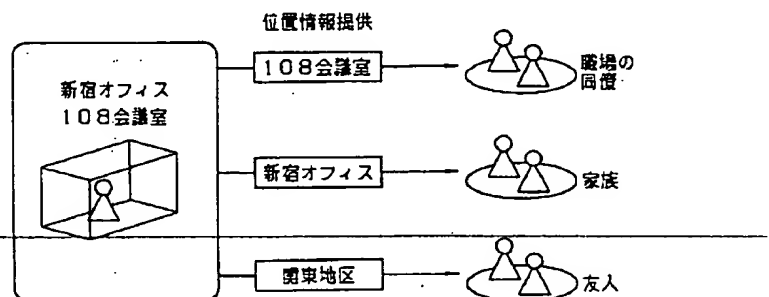 位置情報提供
新宿オフィス
108会議室
108会議室
職場の
同僚
新宿オフィス
家族
関東地区
友人